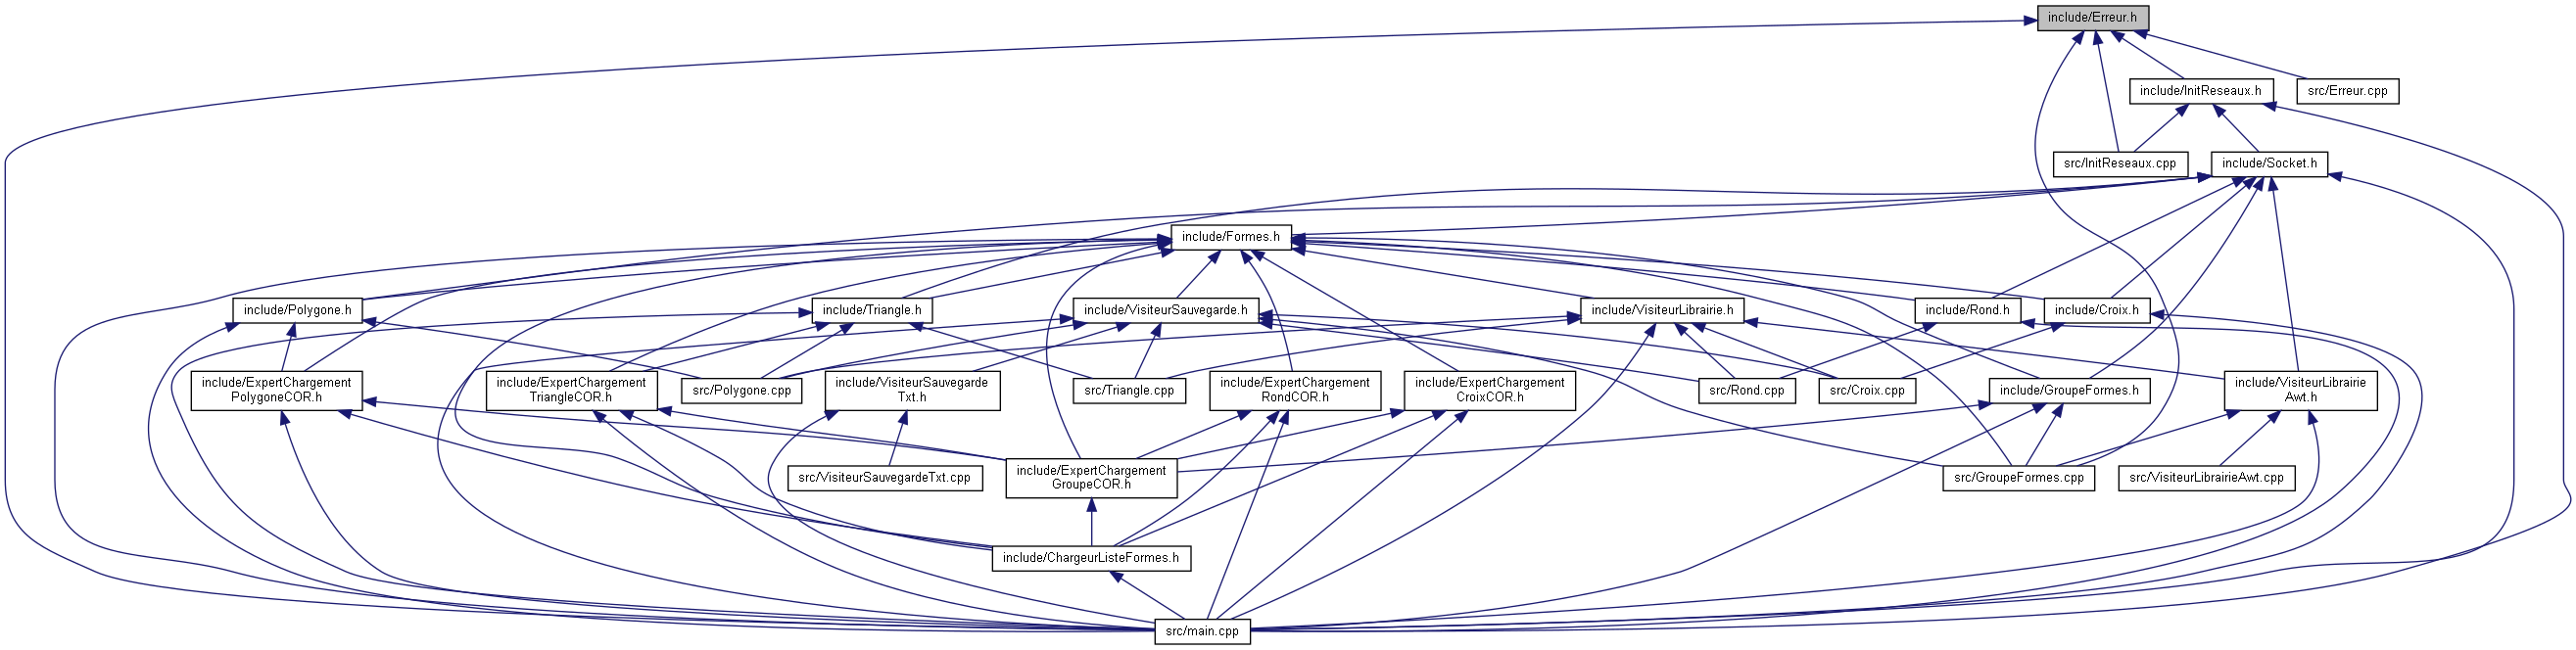 include/Erreur.h
include/InitReseaux.h
src/Erreur.cpp
src/InitReseaux.cpp
include/Socket.h
include/Formes.h
include/Polygone.h
include/Triangle.h
include/VisiteurSauvegarde.h
include/VisiteurLibrairie.h
include/Rond.h
include/Croix.h
include/ExpertChargement
PolygoneCOR.h
include/ExpertChargement
TriangleCOR.h
src/Polygone.cpp
include/VisiteurSauvegarde
Txt.h
src/Triangle.cpp
include/ExpertChargement
RondCOR.h
include/ExpertChargement
CroixCOR.h
src/Rond.cpp
src/Croix.cpp
include/GroupeFormes.h
include/VisiteurLibrairie
Awt.h
src/VisiteurSauvegardeTxt.cpp
include/ExpertChargement
GroupeCOR.h
src/GroupeFormes.cpp
src/VisiteurLibrairieAwt.cpp
include/ChargeurListeFormes.h
src/main.cpp